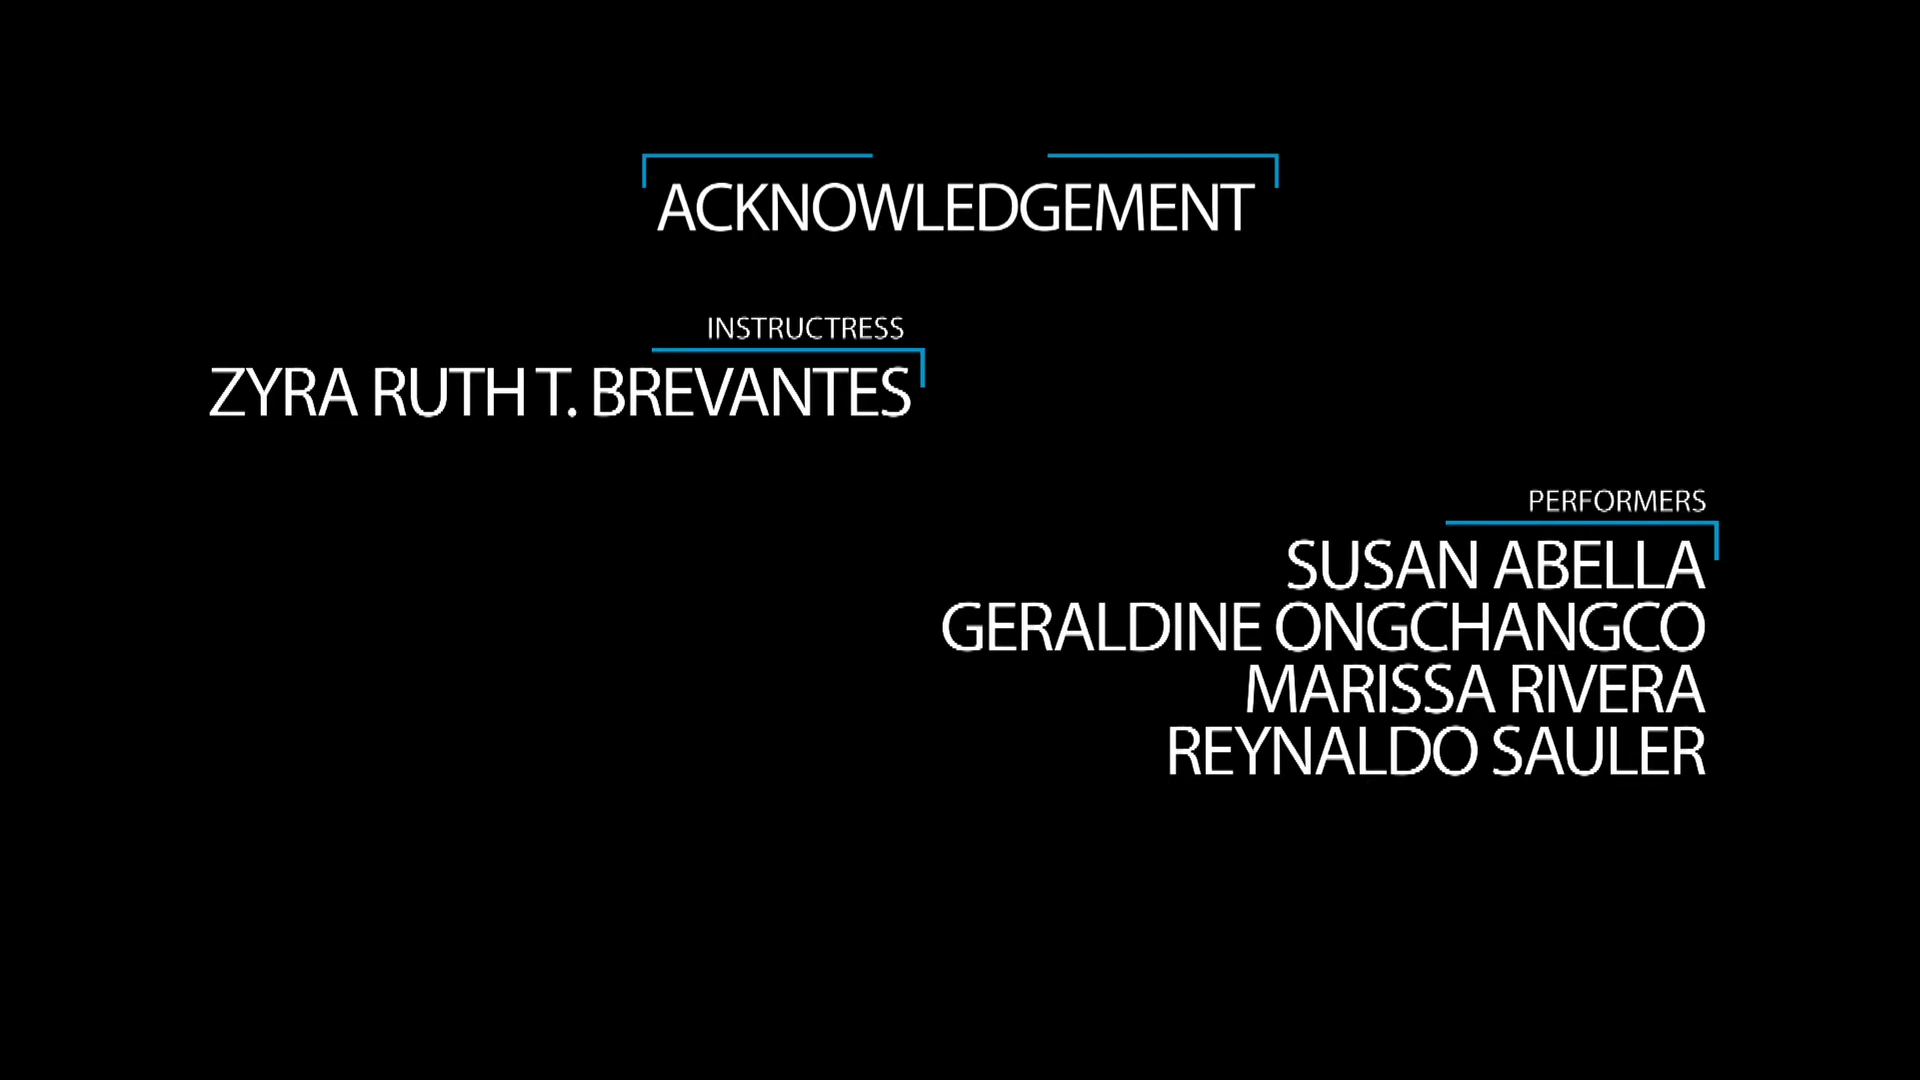 ACKNOWLEDGEMENT
INSTRUCTRESS
ZYRA RUTH T. BREVANTES
PERFORMERS
SUSAN ABELLA
GERALDINE ONGCHANGCO
MARISSA RIVERA
REYNALDO SAULER